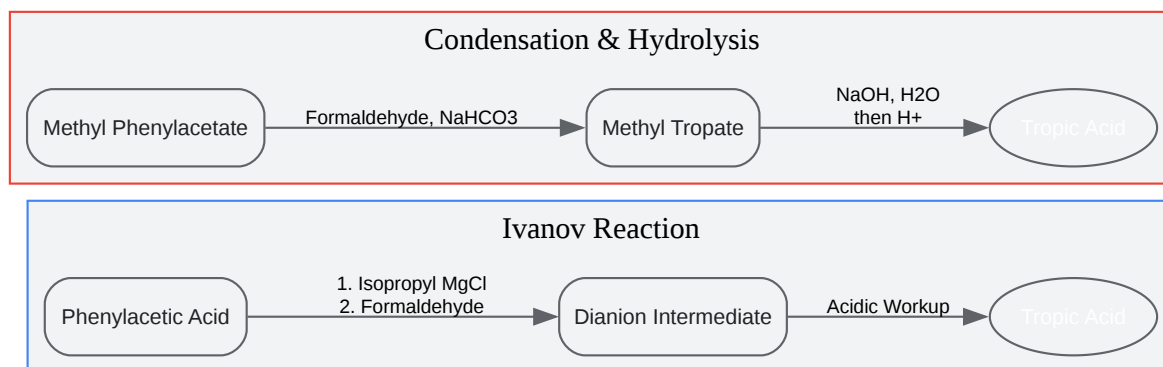 Condensation & Hydrolysis
Methyl Phenylacetate
Formaldehyde, NaHCO3
Methyl Tropate
NaOH, H2O
then H+
Tropic Acid
Ivanov Reaction
Phenylacetic Acid
1. Isopropyl MgCl
2. Formaldehyde
Dianion Intermediate
Acidic Workup
Tropic Acid